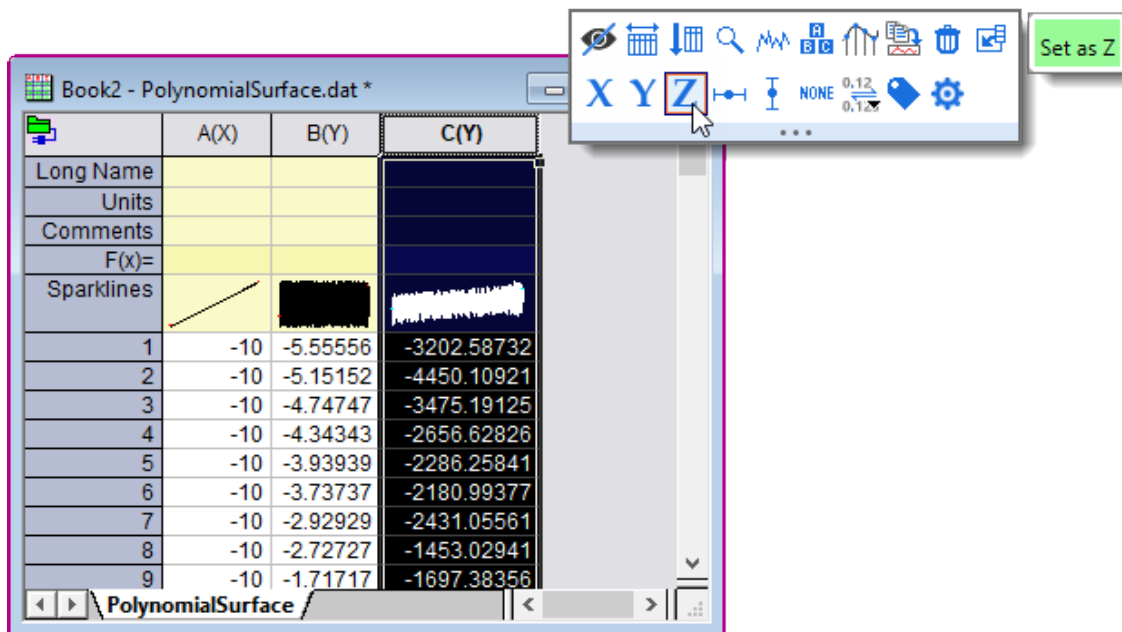 A
B C
X Y Z NONE 0.12 0.123
Set as Z
Book2 - PolynomialSurface.dat *
A(X) B(Y) C(Y)
Long Name
Units
Comments
F(x)=
Sparklines
1 -10 -5.55556 -3202.58732
2 -10 -5.15152 -4450.10921
3 -10 -4.74747 -3475.19125
4 -10 -4.34343 -2656.62826
5 -10 -3.93939 -2286.25841
6 -10 -3.73737 -2180.99377
7 -10 -2.92929 -2431.05561
8 -10 -2.72727 -1453.02941
9 -10 -1.71717 -1697.38356
PolynomialSurface